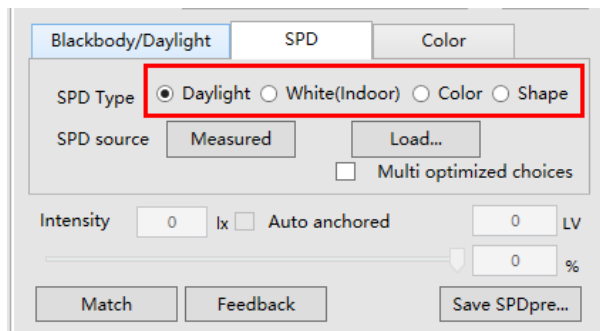 Blackbody/Daylight SPD Color
SPD Type Daylight White(Indoor) Color Shape
SPD source Measured Load...
Multi optimized choices
Intensity 0 lx Auto anchored 0 LV
0 %
Match Feedback Save SPDpre...